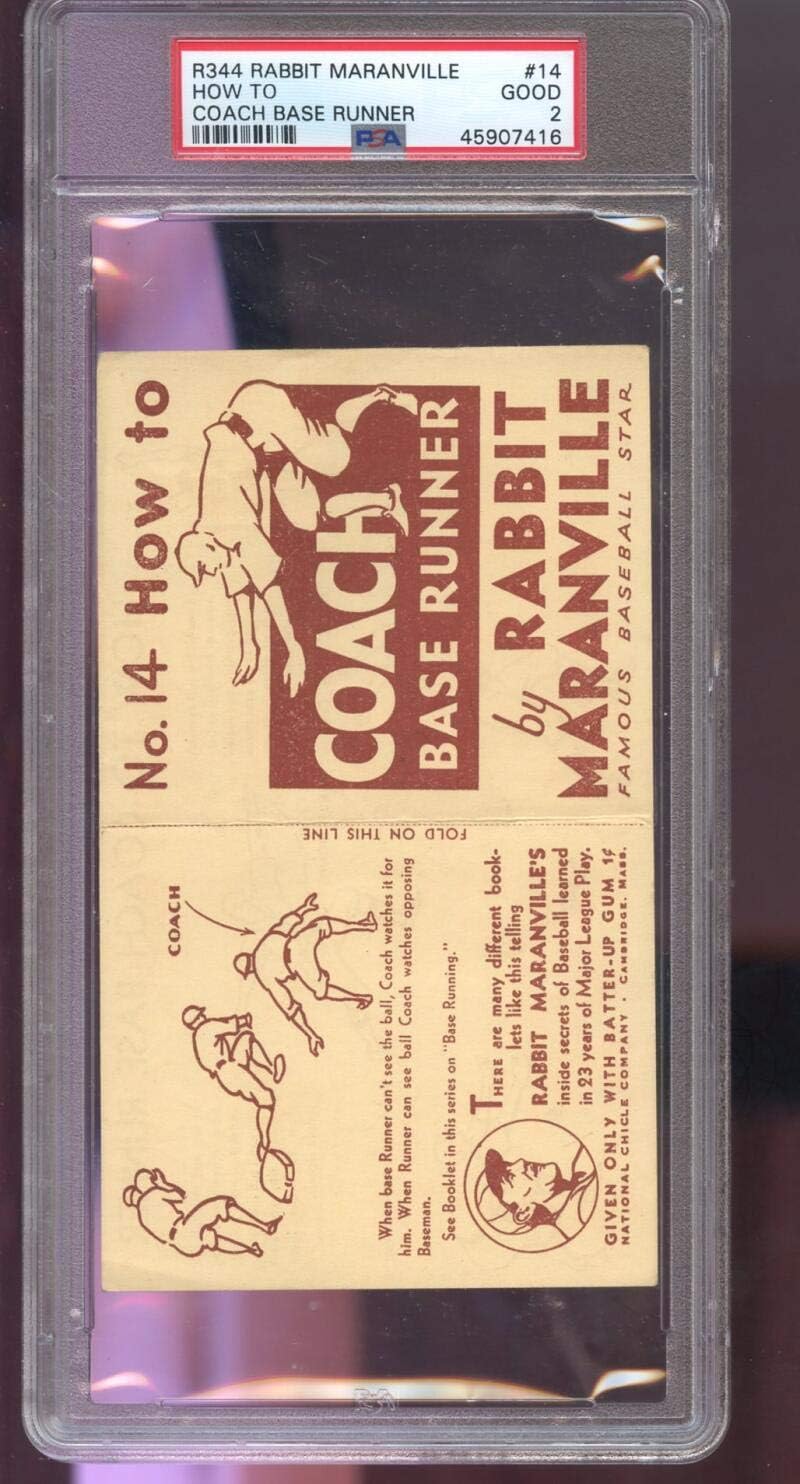 R344 RABBIT MARANVILLE #14
HOW TO GOOD
COACH BASE RUNNER 2
PSA 45907416
No. 14 How to
COACH
BASE RUNNER
by RABBIT
MARANVILLE
FAMOUS BASEBALL STAR
FOLD ON THIS LINE
COACH
When base Runner can't see the ball, Coach watches it for
him. When Runner can see ball Coach watches opposing
Baseman.
See Booklet in this series on "Base Running."
THERE are many different book-
lets like this telling
RABBIT MARANVILLE'S
inside secrets of Baseball learned
in 23 years of Major League Play.
GIVEN ONLY WITH BATTER-UP GUM 1¢
NATIONAL CHICLE COMPANY · CAMBRIDGE, MASS.